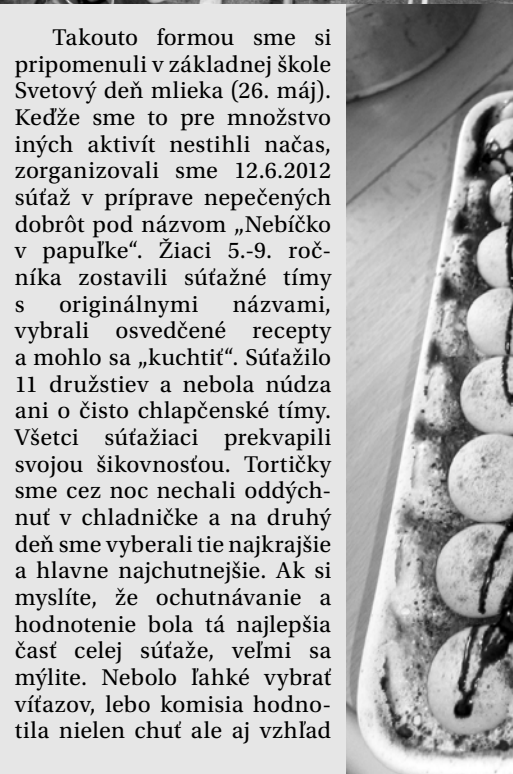 Takouto formou sme si
pripomenuli v základnej škole
Svetový deň mlieka (26. máj).
Keďže sme to pre množstvo
iných aktivít nestihli načas,
zorganizovali sme 12.6.2012
súťaž v príprave nepečených
dobrôt pod názvom „Nebíčko
v papuľke“. Žiaci 5.-9. roč-
níka zostavili súťažné tímy
s originálnymi názvami,
vybrali osvedčené recepty
a mohlo sa „kuchtiť“. Súťažilo
11 družstiev a nebola núdza
ani o čisto chlapčenské tímy.
Všetci súťažiaci prekvapili
svojou šikovnosťou. Tortičky
sme cez noc nechali oddých-
nuť v chladničke a na druhý
deň sme vyberali tie najkrajšie
a hlavne najchutnejšie. Ak si
myslíte, že ochutnávanie a
hodnotenie bola tá najlepšia
časť celej súťaže, veľmi sa
mýlite. Nebolo ľahké vybrať
víťazov, lebo komisia hodno-
tila nielen chuť ale aj vzhľad